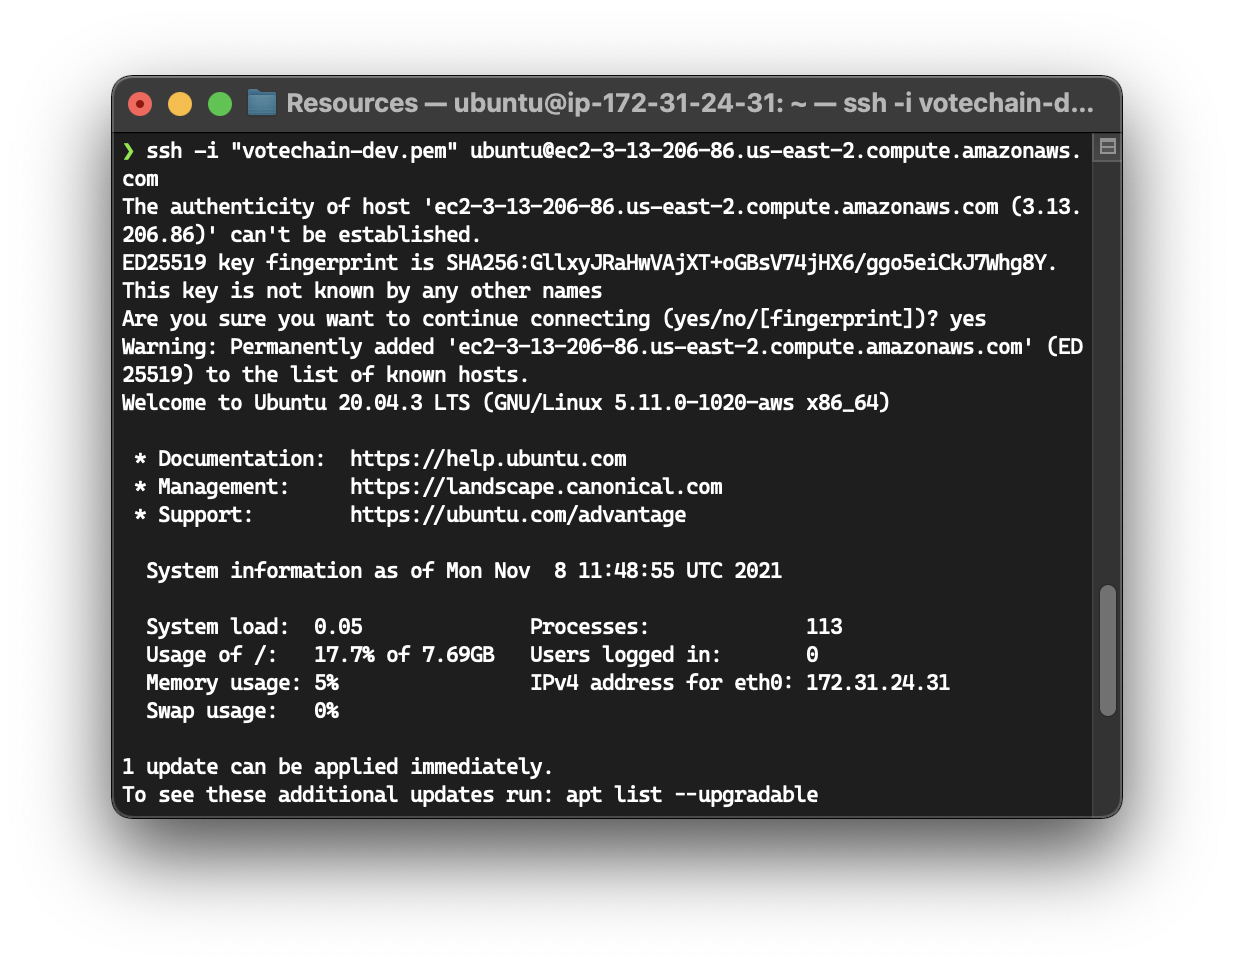 Resources — ubuntu@ip-172-31-24-31: ~ — ssh -i votechain-d...
❯ ssh -i "votechain-dev.pem" ubuntu@ec2-3-13-206-86.us-east-2.compute.amazonaws.
com
The authenticity of host 'ec2-3-13-206-86.us-east-2.compute.amazonaws.com (3.13.
206.86)' can't be established.
ED25519 key fingerprint is SHA256:GllxyJRaHwVAjXT+oGBsV74jHX6/ggo5eiCkJ7Whg8Y.
This key is not known by any other names
Are you sure you want to continue connecting (yes/no/[fingerprint])? yes
Warning: Permanently added 'ec2-3-13-206-86.us-east-2.compute.amazonaws.com' (ED
25519) to the list of known hosts.
Welcome to Ubuntu 20.04.3 LTS (GNU/Linux 5.11.0-1020-aws x86_64)
* Documentation:  https://help.ubuntu.com
* Management:     https://landscape.canonical.com
* Support:        https://ubuntu.com/advantage
System information as of Mon Nov  8 11:48:55 UTC 2021
System load:  0.05              Processes:             113
Usage of /:   17.7% of 7.69GB   Users logged in:       0
Memory usage: 5%                IPv4 address for eth0: 172.31.24.31
Swap usage:   0%
1 update can be applied immediately.
To see these additional updates run: apt list --upgradable